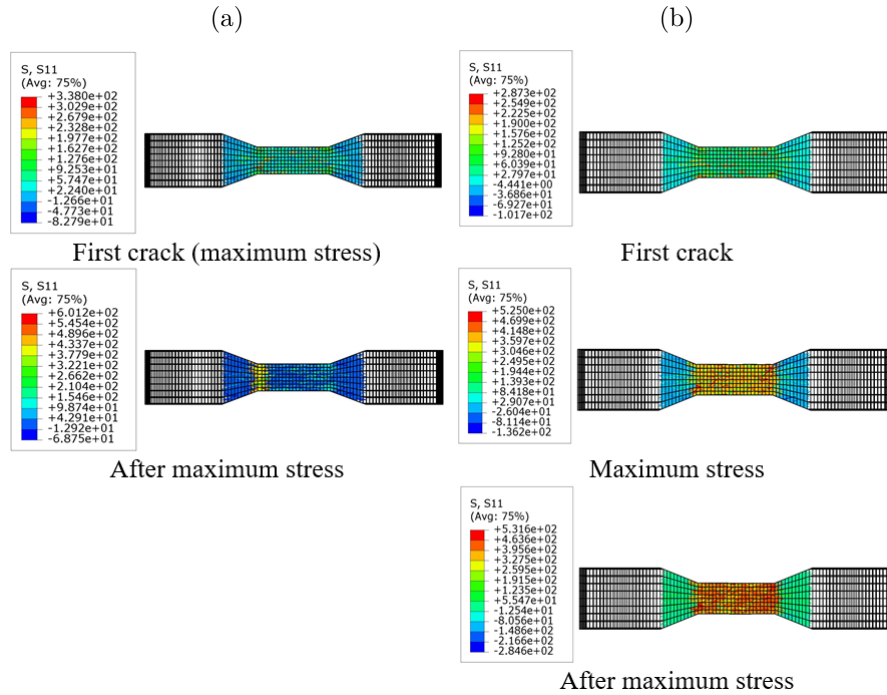 (a)
(b)
S, S11
(Avg: 75%)
+3.380e+02
+3.029e+02
+2.679e+02
+2.328e+02
+1.977e+02
+1.627e+02
+1.276e+02
+9.253e+01
+5.747e+01
+2.240e+01
-1.266e+01
-4.773e+01
-8.279e+01
First crack (maximum stress)
S, S11
(Avg: 75%)
+2.873e+02
+2.549e+02
+2.225e+02
+1.900e+02
+1.576e+02
+1.252e+02
+9.280e+01
+6.039e+01
+2.797e+01
-4.441e+00
-3.686e+01
-6.927e+01
-1.017e+02
First crack
S, S11
(Avg: 75%)
+6.012e+02
+5.454e+02
+4.896e+02
+4.337e+02
+3.779e+02
+3.221e+02
+2.662e+02
+2.104e+02
+1.546e+02
+9.874e+01
+4.291e+01
-1.292e+01
-6.875e+01
After maximum stress
S, S11
(Avg: 75%)
+5.250e+02
+4.699e+02
+4.148e+02
+3.597e+02
+3.046e+02
+2.495e+02
+1.944e+02
+1.393e+02
+8.418e+01
+2.907e+01
-2.604e+01
-8.114e+01
-1.362e+02
Maximum stress
S, S11
(Avg: 75%)
+5.316e+02
+4.636e+02
+3.956e+02
+3.275e+02
+2.595e+02
+1.915e+02
+1.235e+02
+5.547e+01
-1.254e+01
-8.056e+01
-1.486e+02
-2.166e+02
-2.846e+02
After maximum stress